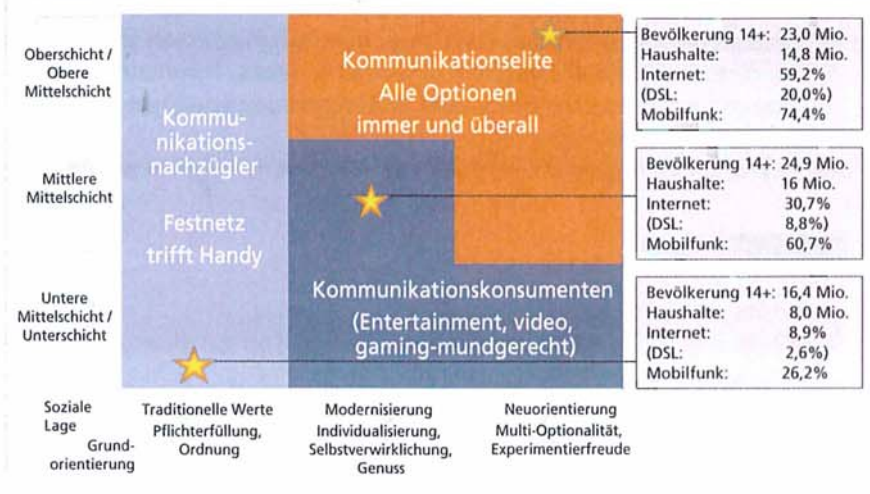 Oberschicht /
Obere
Mittelschicht
Mittlere
Mittelschicht
Untere
Mittelschicht /
Unterschicht
Kommu-
nikations-
nachzügler
Festnetz
trifft Handy
Kommunikationselite
Alle Optionen
immer und überall
Kommunikationskonsumenten
(Entertainment, video,
gaming-mundgerecht)
Bevölkerung 14+: 23,0 Mio.
Haushalte: 14,8 Mio.
Internet: 59,2%
(DSL: 20,0%)
Mobilfunk: 74,4%
Bevölkerung 14+: 24,9 Mio.
Haushalte: 16 Mio.
Internet: 30,7%
(DSL: 8,8%)
Mobilfunk: 60,7%
Bevölkerung 14+: 16,4 Mio.
Haushalte: 8,0 Mio.
Internet: 8,9%
(DSL: 2,6%)
Mobilfunk: 26,2%
Soziale
Lage
Grund-
orientierung
Traditionelle Werte
Pflichterfüllung,
Ordnung
Modernisierung
Individualisierung,
Selbstverwirklichung,
Genuss
Neuorientierung
Multi-Optionalität,
Experimentierfreude